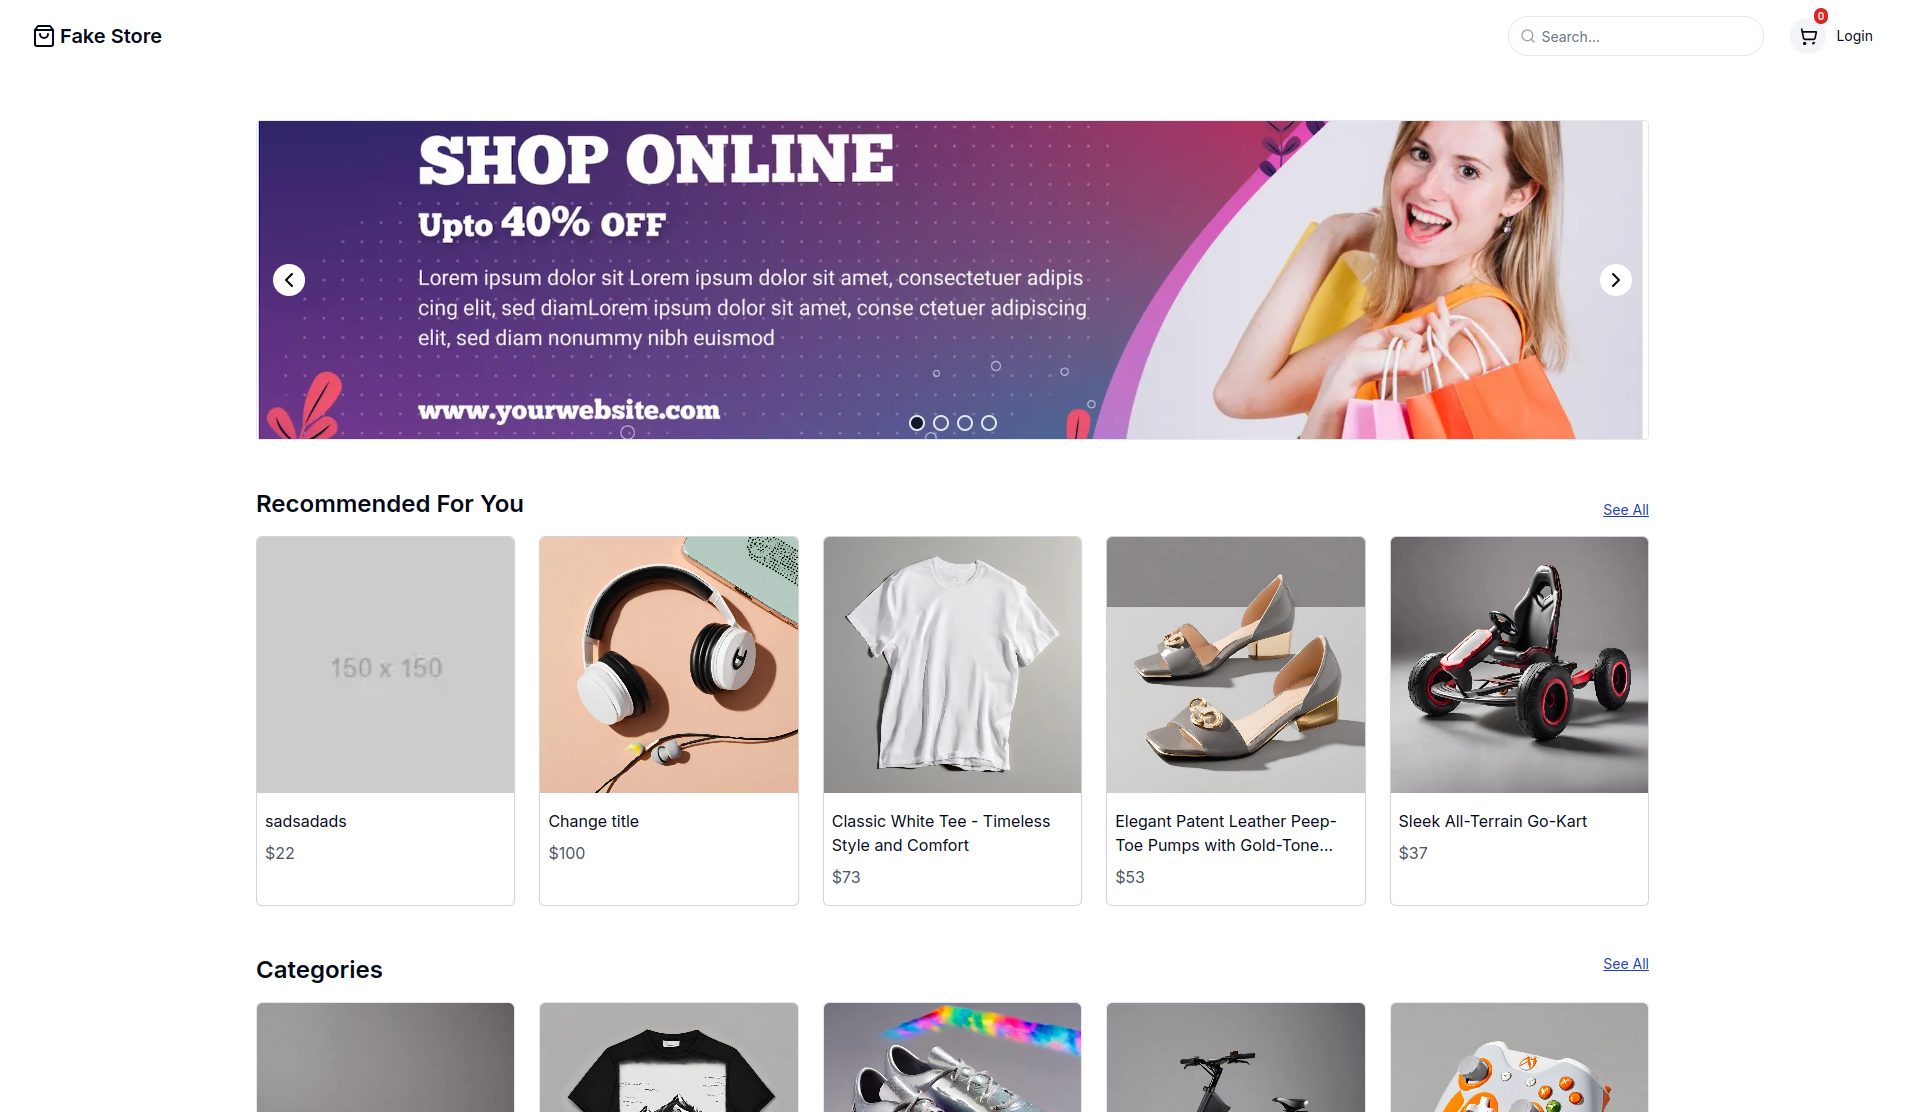 Fake Store
Search...
0
Login
SHOP ONLINE
Upto 40% OFF
Lorem ipsum dolor sit Lorem ipsum dolor sit amet, consectetuer adipis
cing elit, sed diamLorem ipsum dolor sit amet, conse ctetuer adipiscing
elit, sed diam nonummy nibh euismod
www.yourwebsite.com
Recommended For You
See All
150 x 150
sadsadads
$22
Change title
$100
Classic White Tee - Timeless
Style and Comfort
$73
Elegant Patent Leather Peep-
Toe Pumps with Gold-Tone...
$53
Sleek All-Terrain Go-Kart
$37
Categories
See All